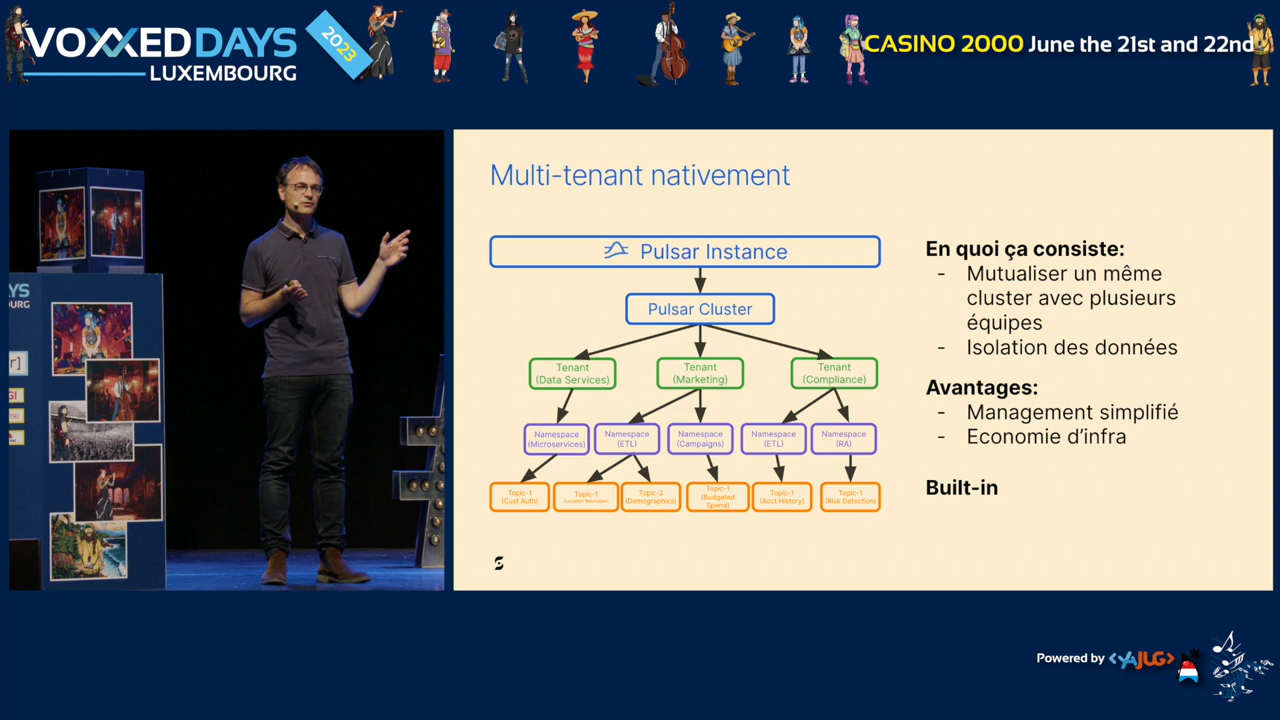 VOXXED DAYS
LUXEMBOURG
2023
CASINO 2000 June the 21st and 22nd
Multi-tenant nativement
Pulsar Instance
Pulsar Cluster
Tenant
(Data Services)
Tenant
(Marketing)
Tenant
(Compliance)
Namespace
(Microservices)
Namespace
(ETL)
Namespace
(Campaigns)
Namespace
(ETL)
Namespace
(RA)
Topic-1
(Cust Auth)
Topic-1
Topic-2
(Demographics)
Topic-1
(Budgeted
Spend)
Topic-1
(Acct History)
Topic-1
(Risk Detection)
En quoi ça consiste:
- Mutualiser un même
cluster avec plusieurs
équipes
- Isolation des données
Avantages:
- Management simplifié
- Economie d’infra
Built-in
Powered by <YAJUG>